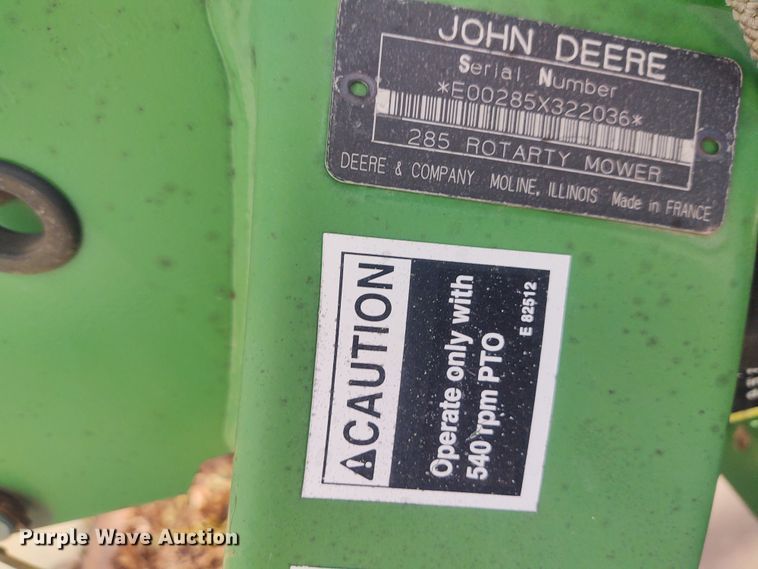 JOHN DEERE
Serial Number
*E00285X322036*
285 ROTARTY MOWER
DEERE & COMPANY MOLINE, ILLINOIS Made in FRANCE
CAUTION
Operate only with
540 rpm PTO
E 82512
Purple Wave Auction